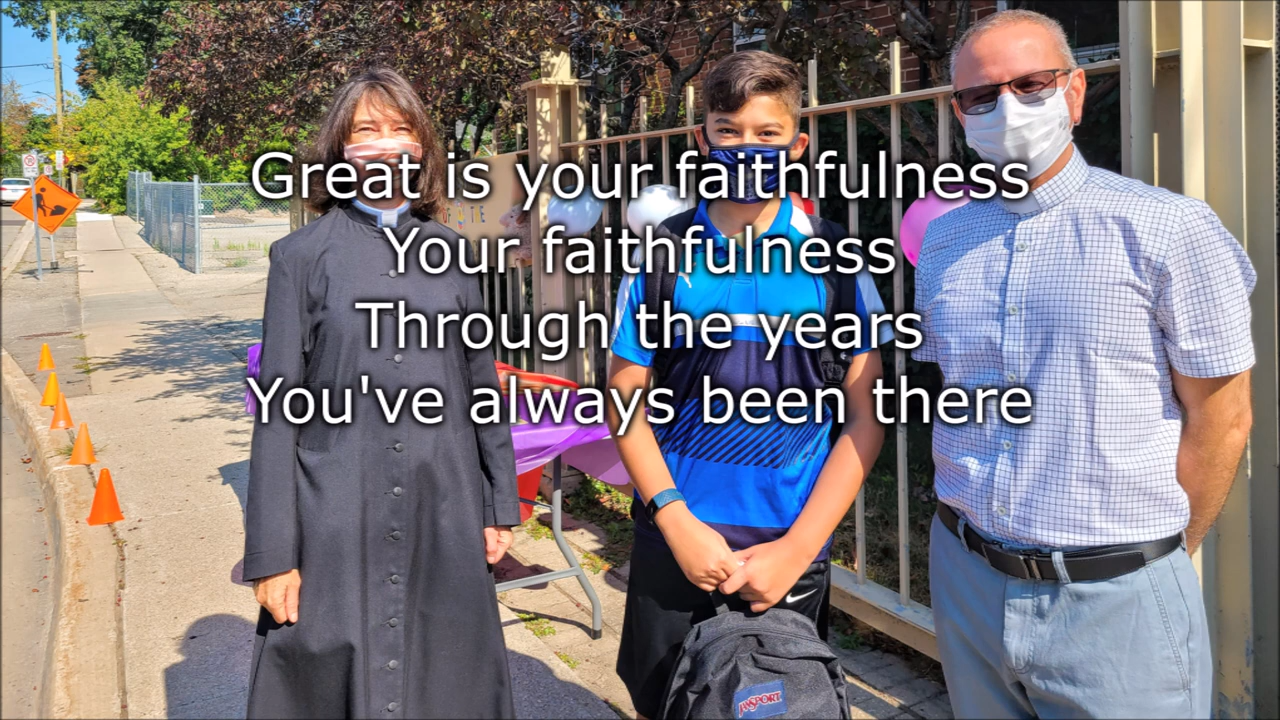 Great is your faithfulness
Your faithfulness
Through the years
You've always been there
JANSPORT